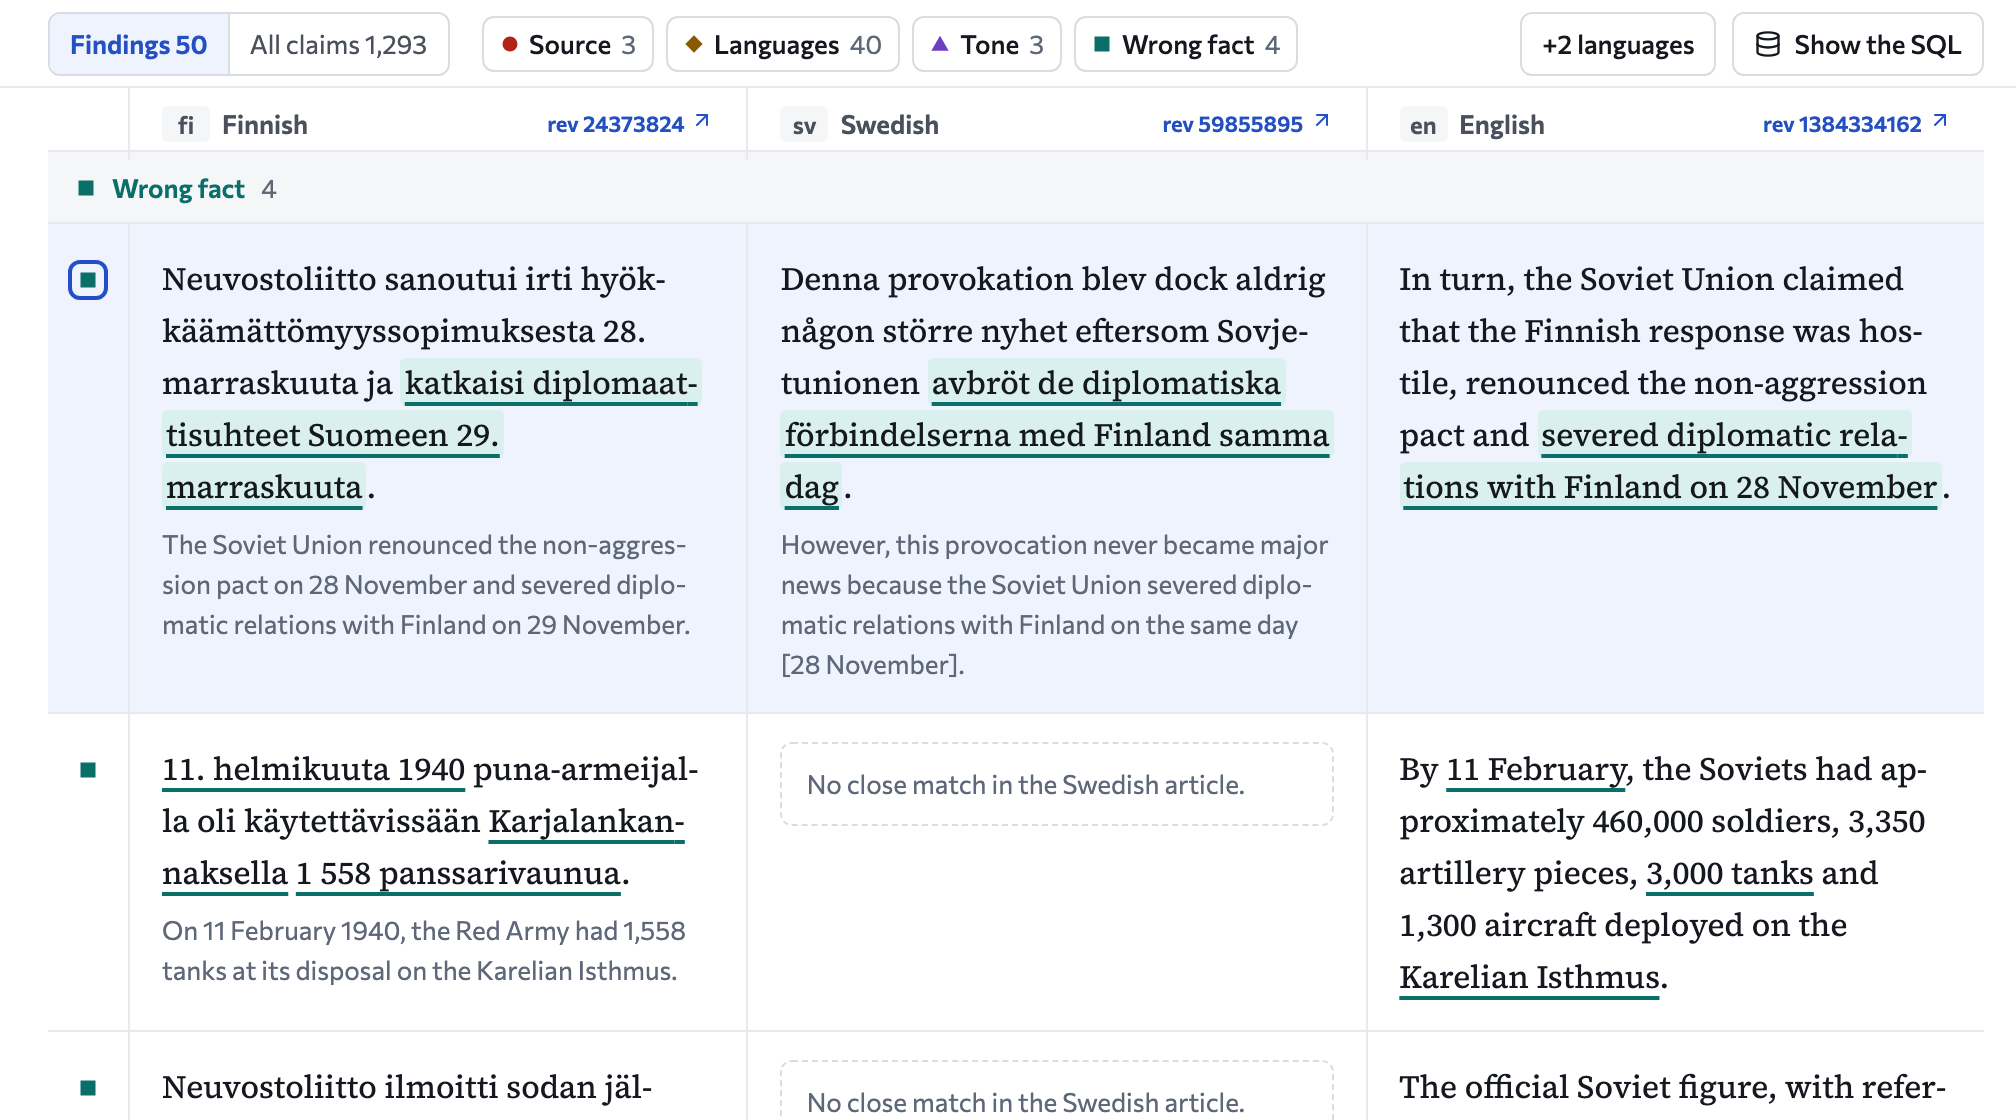 Findings 50
All claims 1,293
Source 3
Languages 40
Tone 3
Wrong fact 4
+2 languages
Show the SQL
fi Finnish
rev 24373824
sv Swedish
rev 59855895
en English
rev 1384334162
Wrong fact 4
Neuvostoliitto sanoutui irti hyök-
käämättömyyssopimuksesta 28.
marraskuuta ja katkaisi diplomaat-
tisuhteet Suomeen 29.
marraskuuta.
The Soviet Union renounced the non-aggres-
sion pact on 28 November and severed diplo-
matic relations with Finland on 29 November.
Denna provokation blev dock aldrig
någon större nyhet eftersom Sovje-
tunionen avbröt de diplomatiska
förbindelserna med Finland samma
dag.
However, this provocation never became major
news because the Soviet Union severed diplo-
matic relations with Finland on the same day
[28 November].
In turn, the Soviet Union claimed
that the Finnish response was hos-
tile, renounced the non-aggression
pact and severed diplomatic rela-
tions with Finland on 28 November.
11. helmikuuta 1940 puna-armeijal-
la oli käytettävissään Karjalankan-
naksella 1 558 panssarivaunua.
On 11 February 1940, the Red Army had 1,558
tanks at its disposal on the Karelian Isthmus.
No close match in the Swedish article.
By 11 February, the Soviets had ap-
proximately 460,000 soldiers, 3,350
artillery pieces, 3,000 tanks and
1,300 aircraft deployed on the
Karelian Isthmus.
Neuvostoliitto ilmoitti sodan jäl-
No close match in the Swedish article.
The official Soviet figure, with refer-